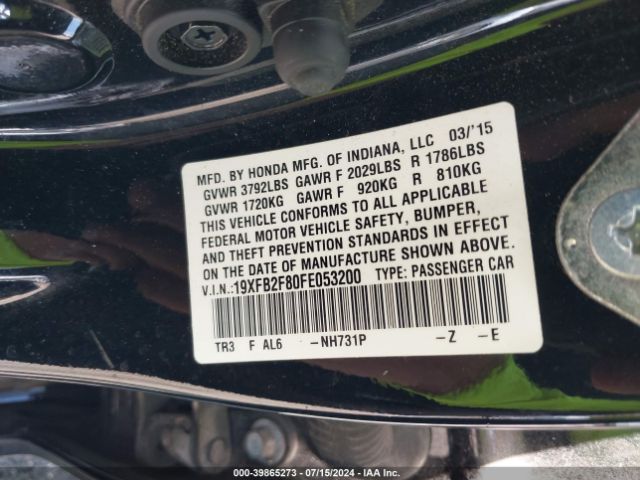 MFD. BY HONDA MFG. OF INDIANA, LLC 03/'15
GVWR 3792LBS GAWR F 2029LBS R 1786LBS
GVWR 1720KG GAWR F 920KG R 810KG
THIS VEHICLE CONFORMS TO ALL APPLICABLE
FEDERAL MOTOR VEHICLE SAFETY, BUMPER,
AND THEFT PREVENTION STANDARDS IN EFFECT
ON THE DATE OF MANUFACTURE SHOWN ABOVE.
V.I.N.:19XFB2F80FE053200 TYPE: PASSENGER CAR
TR3 F AL6 -NH731P -Z -E
000-39865273 - 07/15/2024 - IAA Inc.